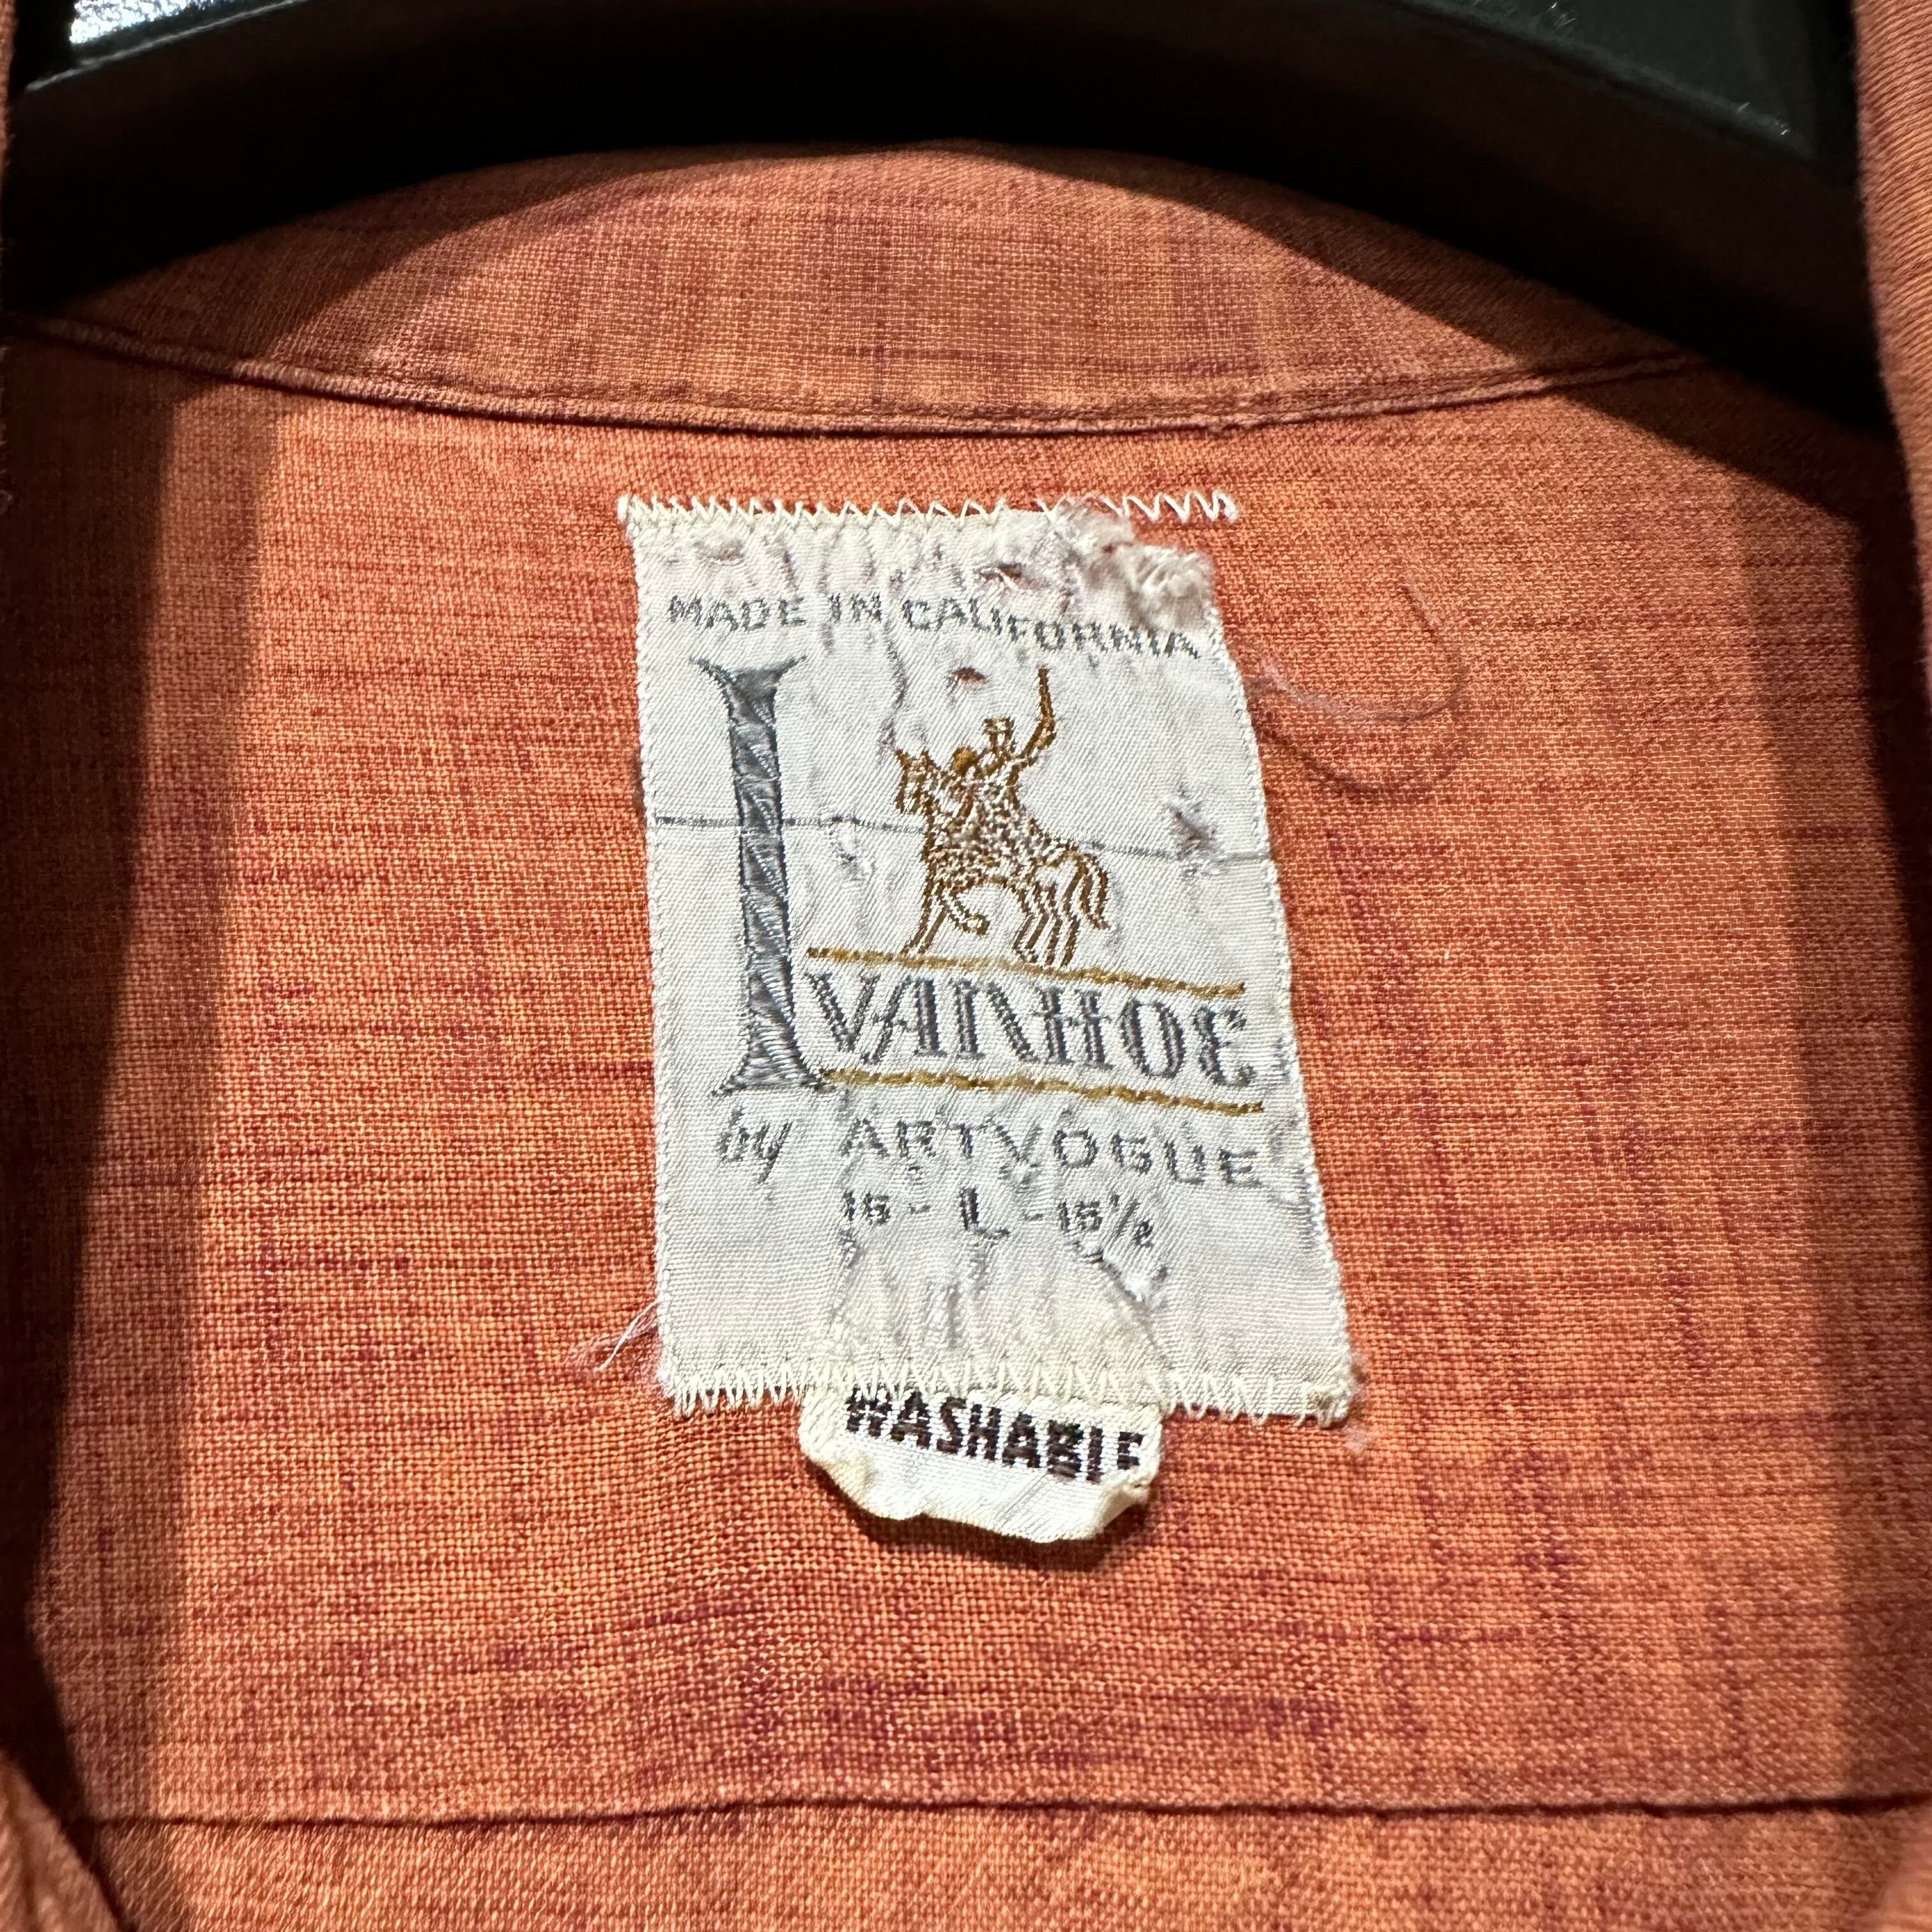 MADE IN CALIFORNIA
IVANHOE
by ARTVOGUE
15 - L - 15½
WASHABLE